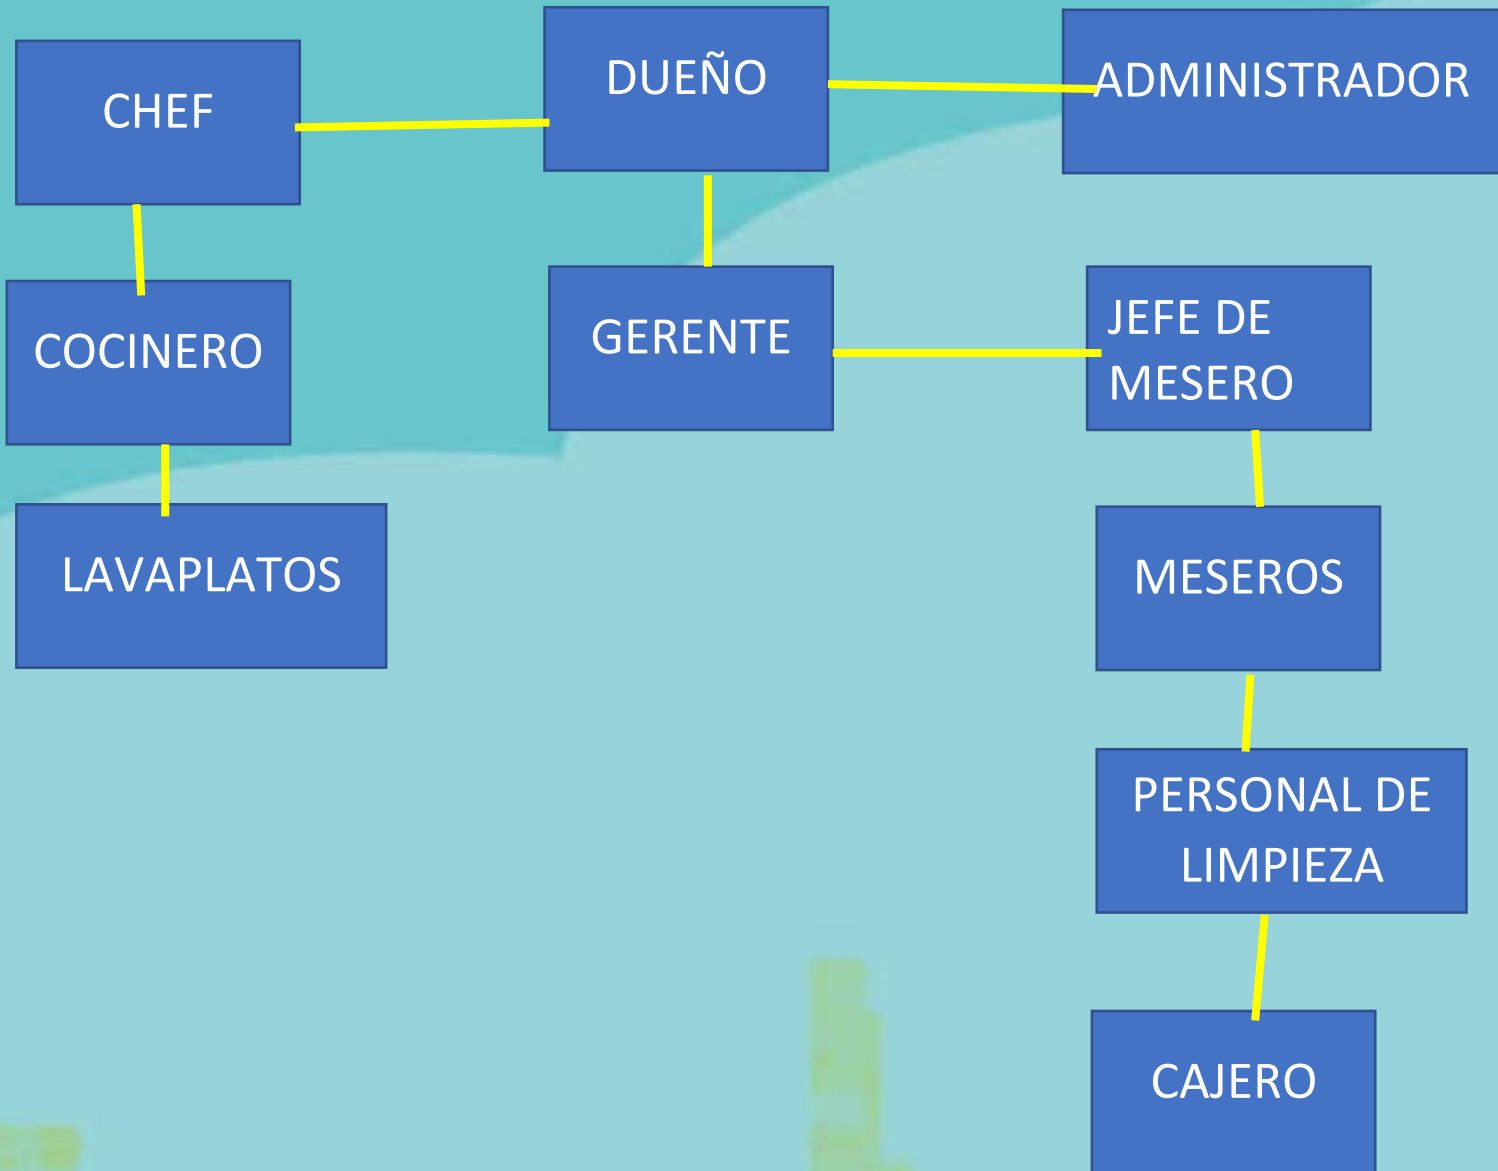 CHEF
DUEÑO
ADMINISTRADOR
COCINERO
GERENTE
JEFE DE
MESERO
LAVAPLATOS
MESEROS
PERSONAL DE
LIMPIEZA
CAJERO